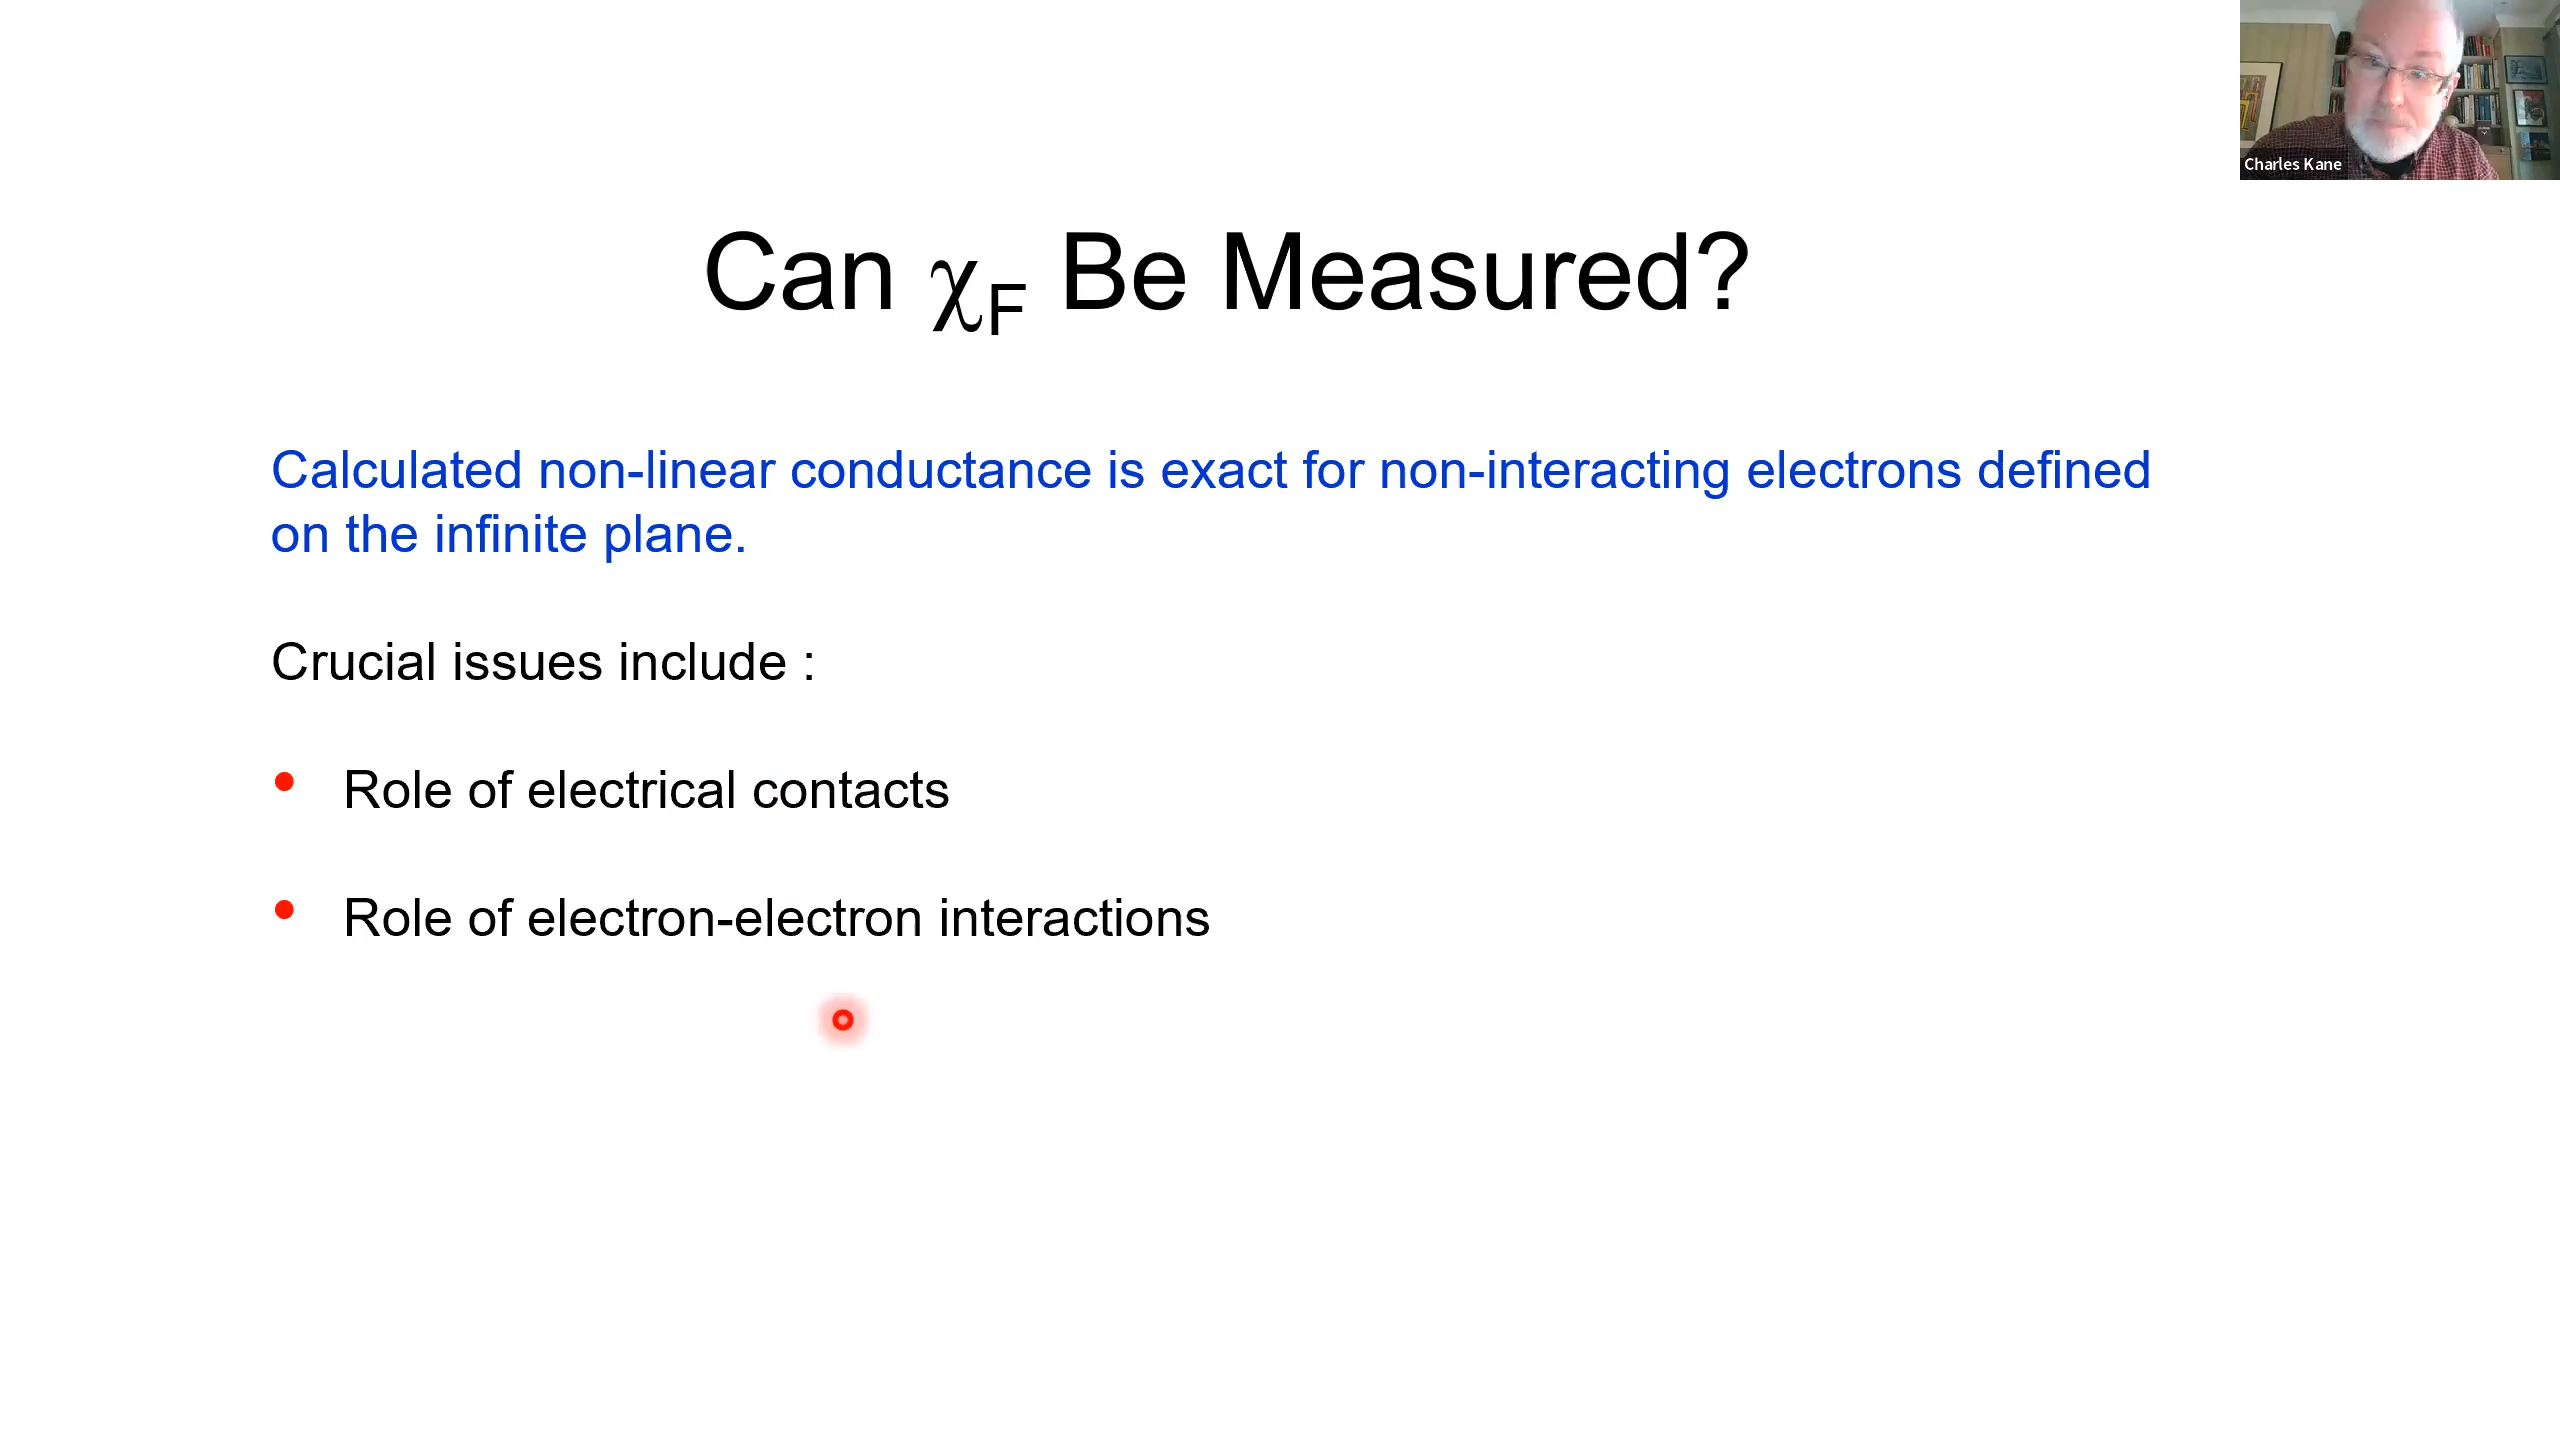 Charles Kane
Can χF Be Measured?
Calculated non-linear conductance is exact for non-interacting electrons defined
on the infinite plane.
Crucial issues include :
• Role of electrical contacts
• Role of electron-electron interactions